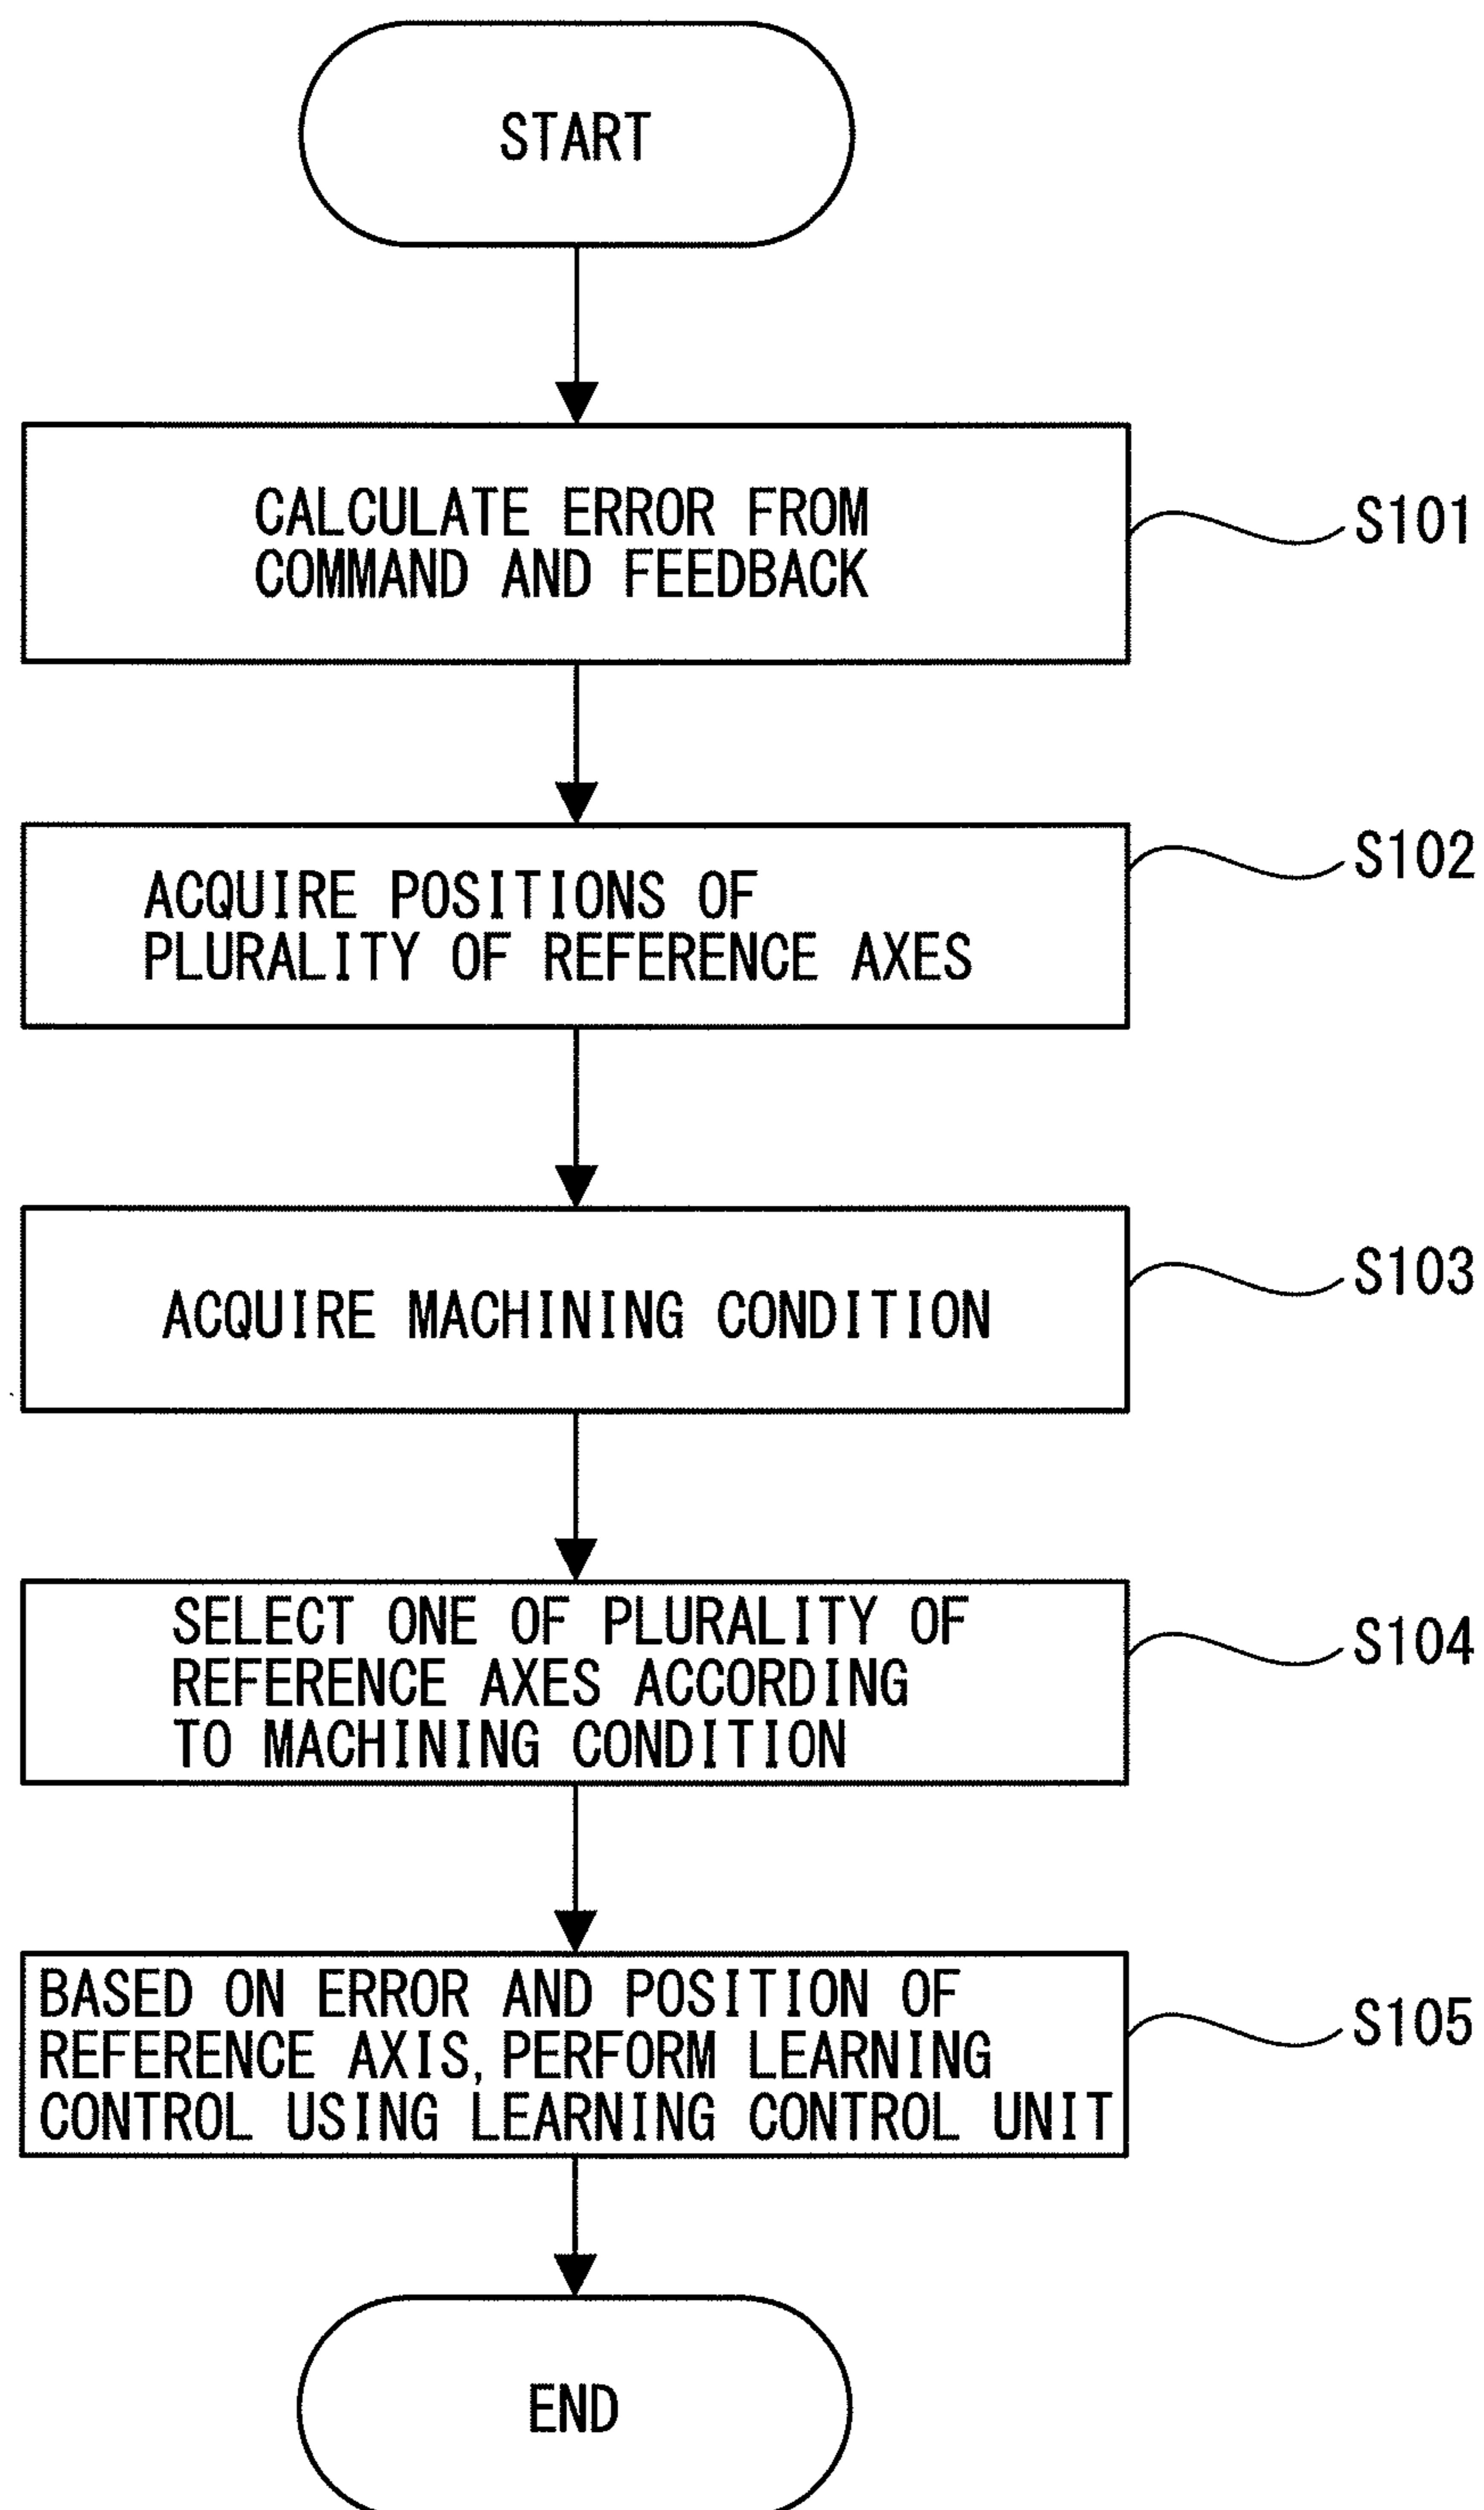 START
CALCULATE ERROR FROM
COMMAND AND FEEDBACK
S101
ACQUIRE POSITIONS OF
PLURALITY OF REFERENCE AXES
S102
ACQUIRE MACHINING CONDITION
S103
SELECT ONE OF PLURALITY OF
REFERENCE AXES ACCORDING
TO MACHINING CONDITION
S104
BASED ON ERROR AND POSITION OF
REFERENCE AXIS, PERFORM LEARNING
CONTROL USING LEARNING CONTROL UNIT
S105
END